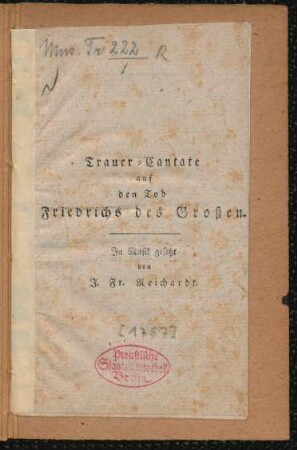 Mus. Tr 222 R
1
Trauer-Cantate
auf
den Tod
Friedrichs des Großen.
In Musik gesetzt
von
J. Fr. Reichardt.
[1787]
Preußische
Staatsbibliothek
Berlin